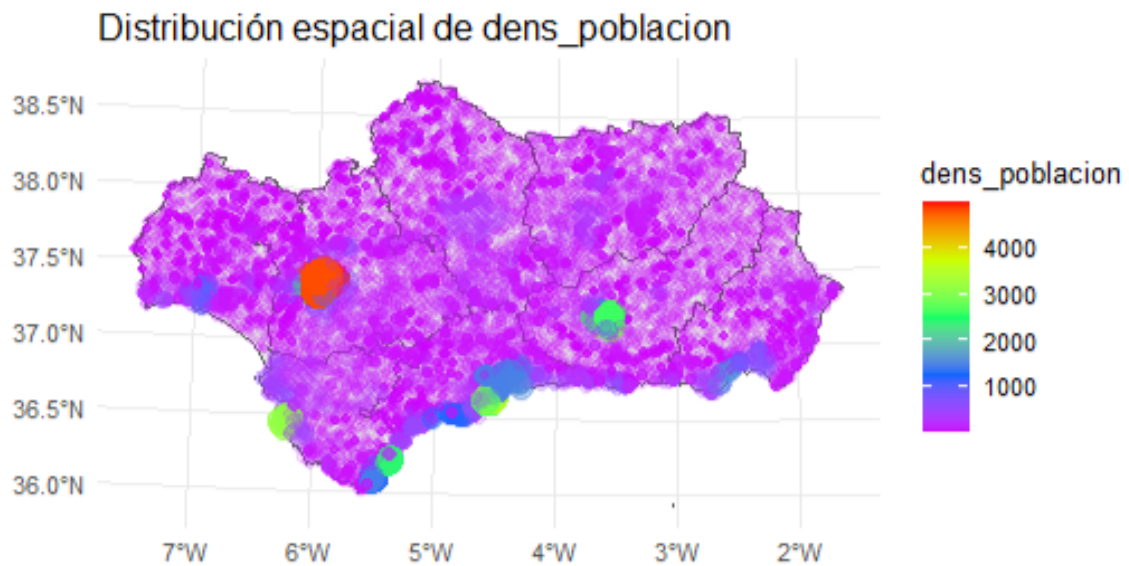 Distribución espacial de dens_poblacion
38.5°N
38.0°N
37.5°N
37.0°N
36.5°N
36.0°N
7°W 6°W 5°W 4°W 3°W 2°W
dens_poblacion
4000
3000
2000
1000